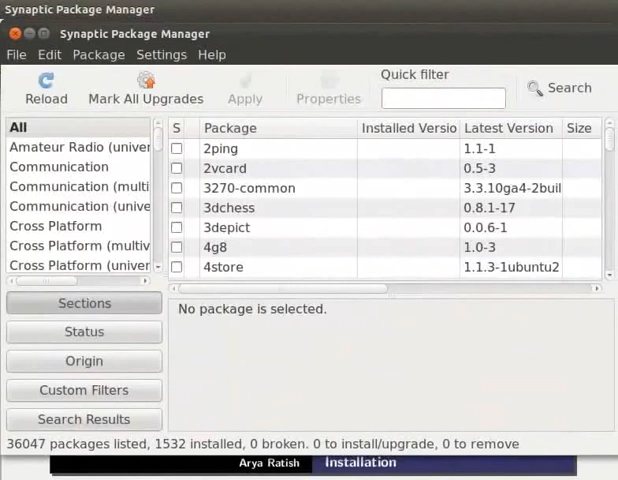 Synaptic Package Manager
Synaptic Package Manager
File Edit Package Settings Help
Reload Mark All Upgrades Apply Properties Quick filter Search
All
Amateur Radio (univer
Communication
Communication (multi
Communication (unive
Cross Platform
Cross Platform (multiv
Cross Platform (univer
S Package Installed Versio Latest Version Size
2ping 1.1-1
2vcard 0.5-3
3270-common 3.3.10ga4-2buil
3dchess 0.8.1-17
3depict 0.0.6-1
4g8 1.0-3
4store 1.1.3-1ubuntu2
Sections
Status
Origin
Custom Filters
Search Results
No package is selected.
36047 packages listed, 1532 installed, 0 broken. 0 to install/upgrade, 0 to remove
Arya Ratish Installation